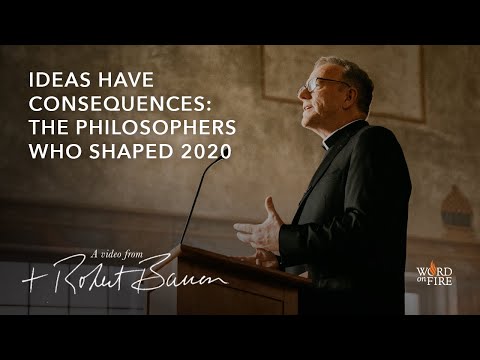 IDEAS HAVE
CONSEQUENCES:
THE PHILOSOPHERS
WHO SHAPED 2020
A video from
+ Robert Barron
WORD
on FIRE